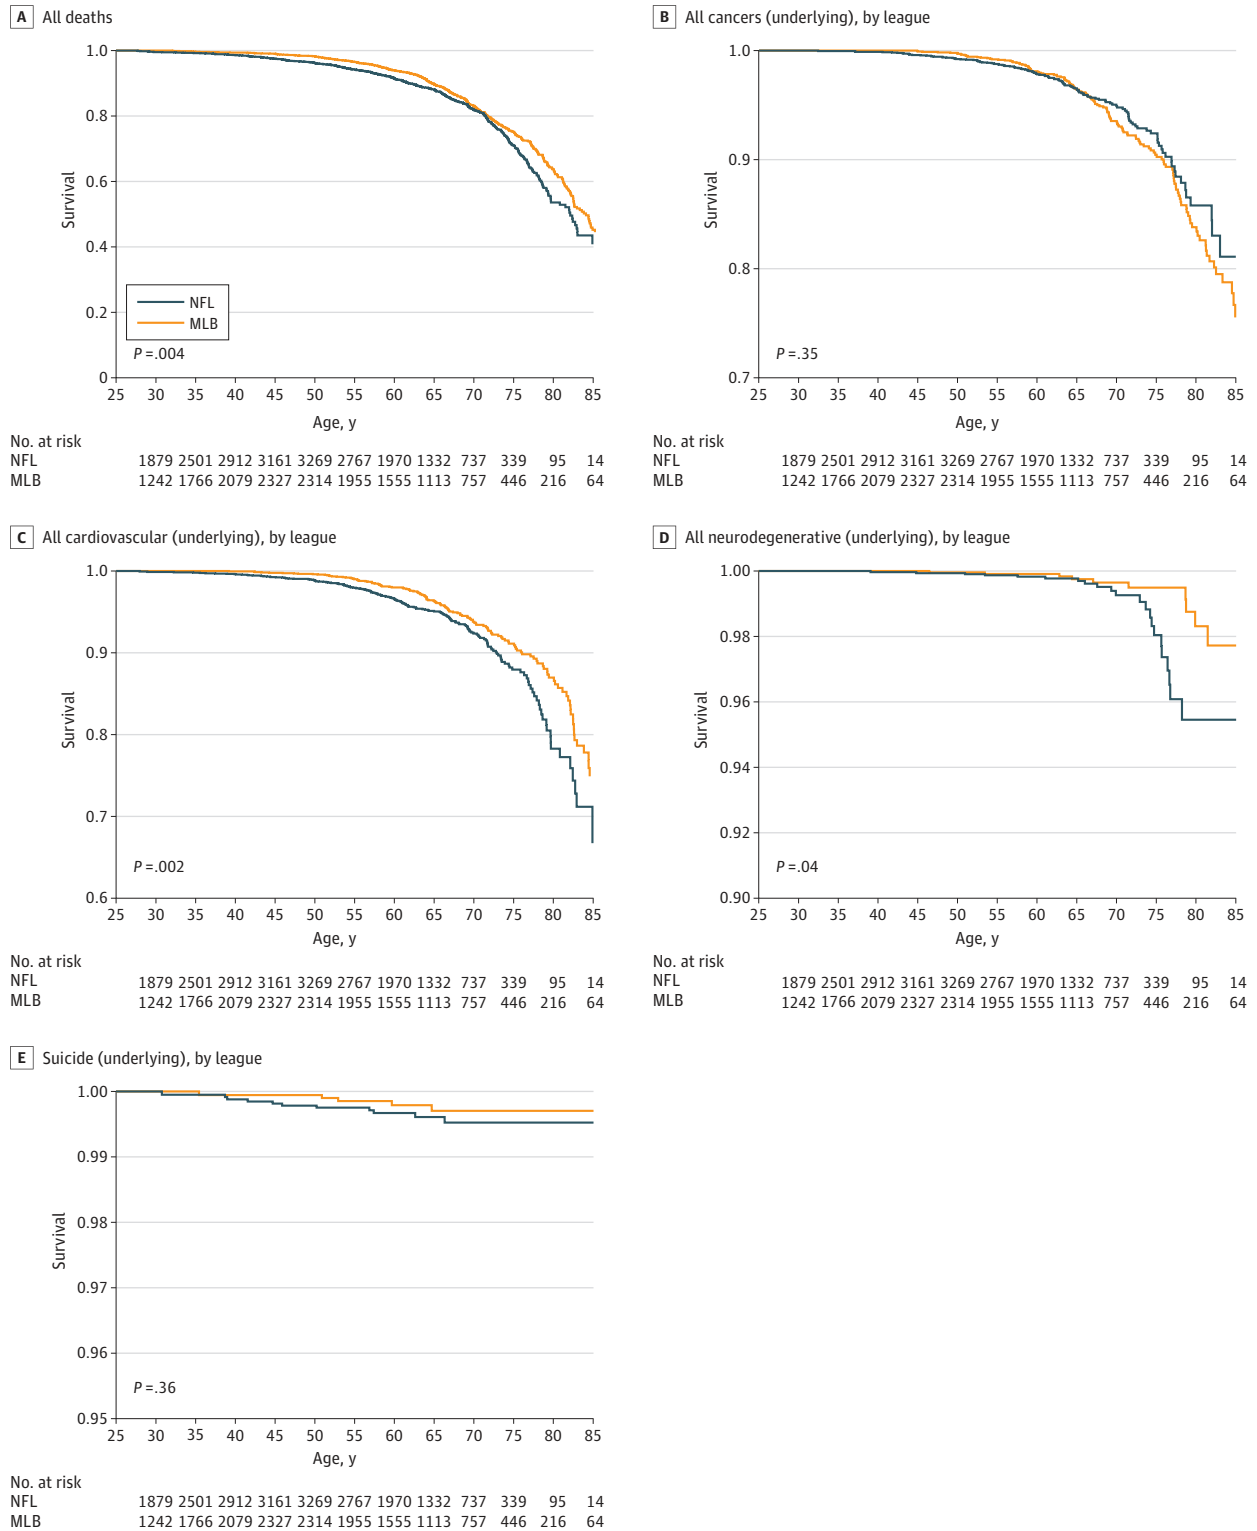 A All deaths
1.0
0.8
0.6
0.4
0.2
0
Survival
NFL
MLB
P =.004
25 30 35 40 45 50 55 60 65 70 75 80 85
Age, y
No. at risk
NFL 1879 2501 2912 3161 3269 2767 1970 1332 737 339 95 14
MLB 1242 1766 2079 2327 2314 1955 1555 1113 757 446 216 64
B All cancers (underlying), by league
1.0
0.9
0.8
0.7
Survival
P =.35
25 30 35 40 45 50 55 60 65 70 75 80 85
Age, y
No. at risk
NFL 1879 2501 2912 3161 3269 2767 1970 1332 737 339 95 14
MLB 1242 1766 2079 2327 2314 1955 1555 1113 757 446 216 64
C All cardiovascular (underlying), by league
1.0
0.9
0.8
0.7
0.6
Survival
P =.002
25 30 35 40 45 50 55 60 65 70 75 80 85
Age, y
No. at risk
NFL 1879 2501 2912 3161 3269 2767 1970 1332 737 339 95 14
MLB 1242 1766 2079 2327 2314 1955 1555 1113 757 446 216 64
D All neurodegenerative (underlying), by league
1.00
0.98
0.96
0.94
0.92
0.90
Survival
P =.04
25 30 35 40 45 50 55 60 65 70 75 80 85
Age, y
No. at risk
NFL 1879 2501 2912 3161 3269 2767 1970 1332 737 339 95 14
MLB 1242 1766 2079 2327 2314 1955 1555 1113 757 446 216 64
E Suicide (underlying), by league
1.00
0.99
0.98
0.97
0.96
0.95
Survival
P =.36
25 30 35 40 45 50 55 60 65 70 75 80 85
Age, y
No. at risk
NFL 1879 2501 2912 3161 3269 2767 1970 1332 737 339 95 14
MLB 1242 1766 2079 2327 2314 1955 1555 1113 757 446 216 64